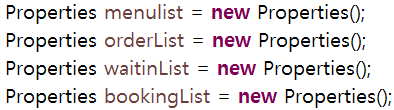 Properties menulist = new Properties();
Properties orderList = new Properties();
Properties waitinList = new Properties();
Properties bookingList = new Properties();